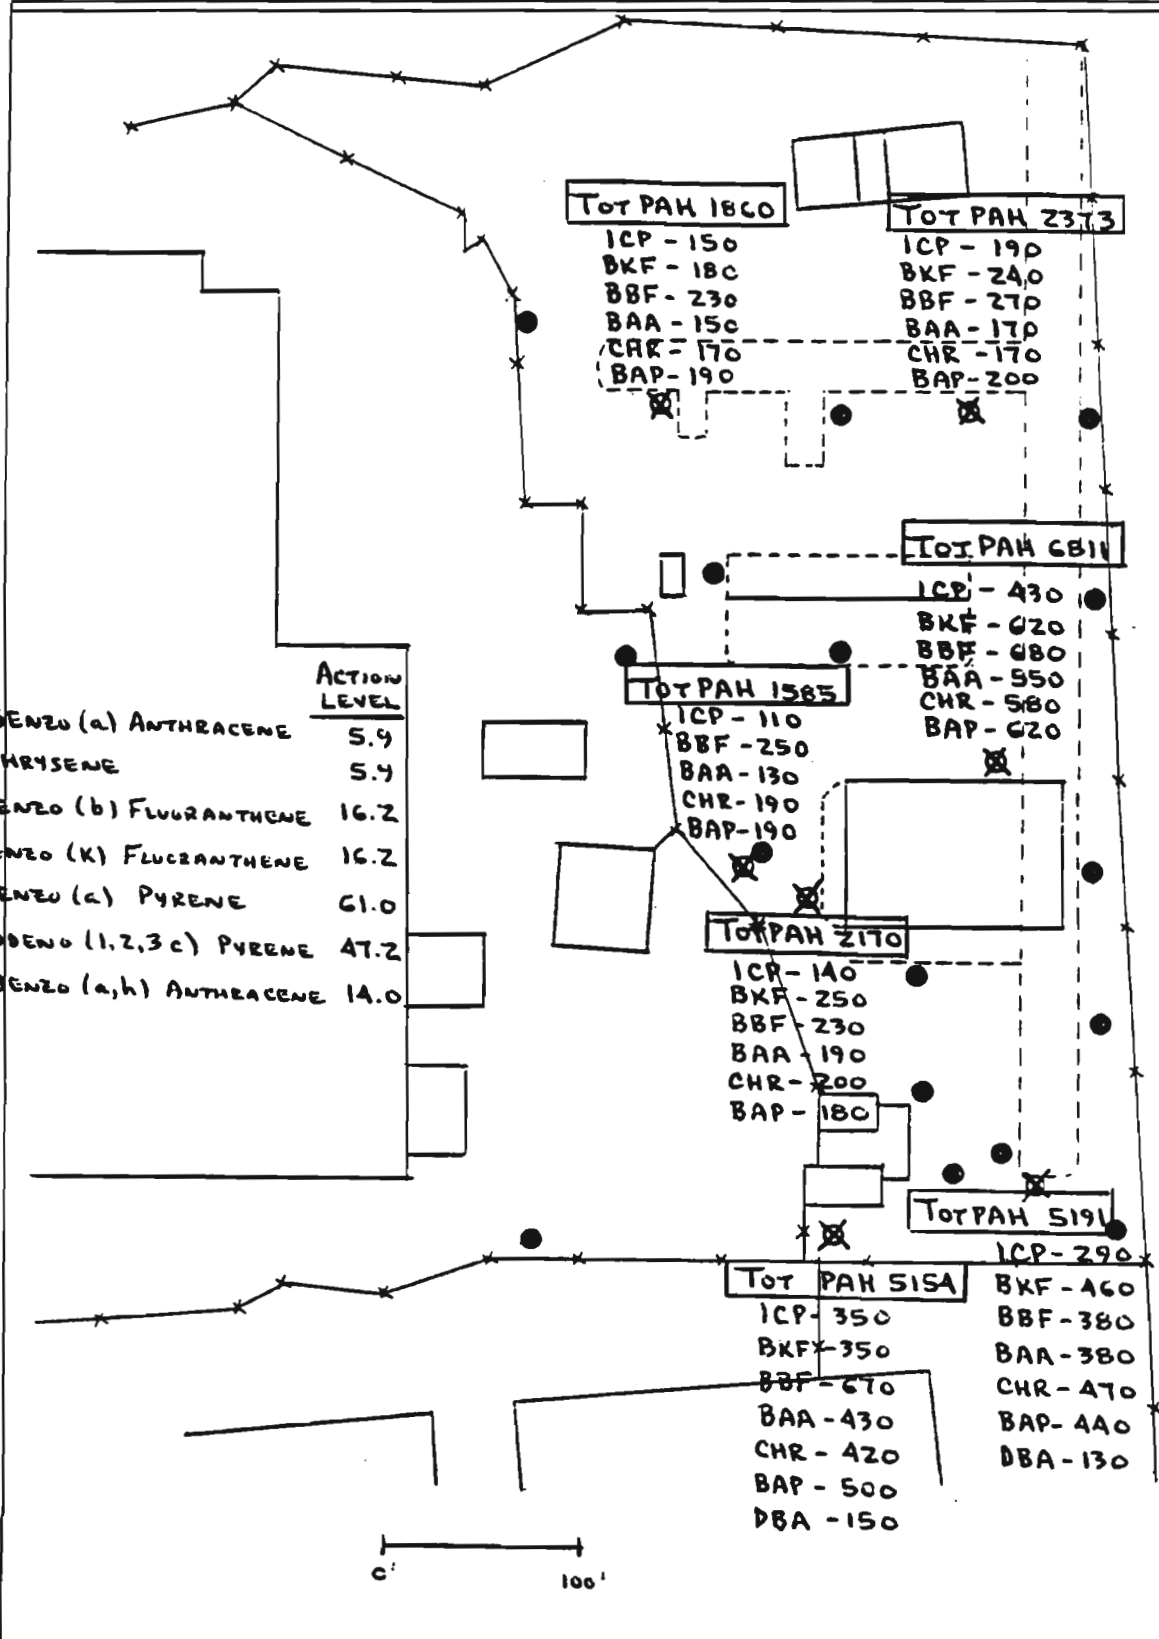 TOT PAH 1860
ICP - 150
BKF - 180
BBF - 230
BAA - 150
CHR - 170
BAP - 190
TOT PAH 2373
ICP - 190
BKF - 240
BBF - 270
BAA - 170
CHR - 170
BAP - 200
TOT PAH 6811
ICP - 430
BKF - 620
BBF - 680
BAA - 550
CHR - 580
BAP - 620
TOT PAH 1585
ICP - 110
BBF - 250
BAA - 130
CHR - 190
BAP - 190
ACTION
LEVEL
ENZO (a) ANTHRACENE 5.9
HRYSENE 5.9
ENZO (b) FLUORANTHENE 16.2
ENZO (K) FLUORANTHENE 16.2
ENZO (a) PYRENE 61.0
DENO (1,2,3 c) PYRENE 47.2
ENZO (a,h) ANTHRACENE 14.0
TOT PAH 2170
ICP - 140
BKF - 250
BBF - 230
BAA - 190
CHR - 200
BAP - 180
TOT PAH 5191
ICP - 290
BKF - 460
BBF - 380
BAA - 380
CHR - 470
BAP - 440
DBA - 130
TOT PAH 5154
ICP - 350
BKF - 350
BBF - 670
BAA - 430
CHR - 420
BAP - 500
DBA - 150
0' 100'